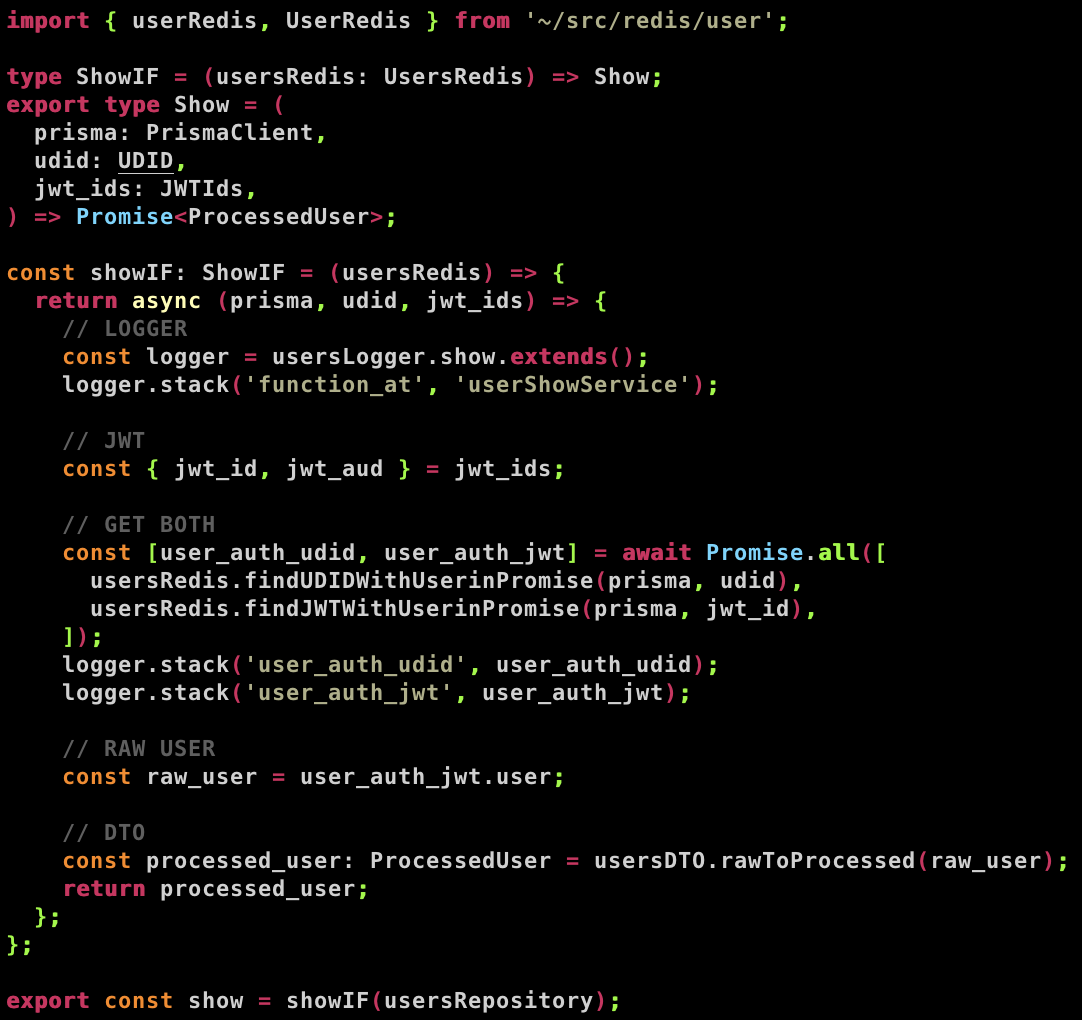 import { userRedis, UserRedis } from '~/src/redis/user';
type ShowIF = (usersRedis: UsersRedis) => Show;
export type Show = (
  prisma: PrismaClient,
  udid: UDID,
  jwt_ids: JWTIds,
) => Promise<ProcessedUser>;
const showIF: ShowIF = (usersRedis) => {
  return async (prisma, udid, jwt_ids) => {
    // LOGGER
    const logger = usersLogger.show.extends();
    logger.stack('function_at', 'userShowService');
    // JWT
    const { jwt_id, jwt_aud } = jwt_ids;
    // GET BOTH
    const [user_auth_udid, user_auth_jwt] = await Promise.all([
      usersRedis.findUDIDWithUserinPromise(prisma, udid),
      usersRedis.findJWTWithUserinPromise(prisma, jwt_id),
    ]);
    logger.stack('user_auth_udid', user_auth_udid);
    logger.stack('user_auth_jwt', user_auth_jwt);
    // RAW USER
    const raw_user = user_auth_jwt.user;
    // DTO
    const processed_user: ProcessedUser = usersDTO.rawToProcessed(raw_user);
    return processed_user;
  };
};
export const show = showIF(usersRepository);